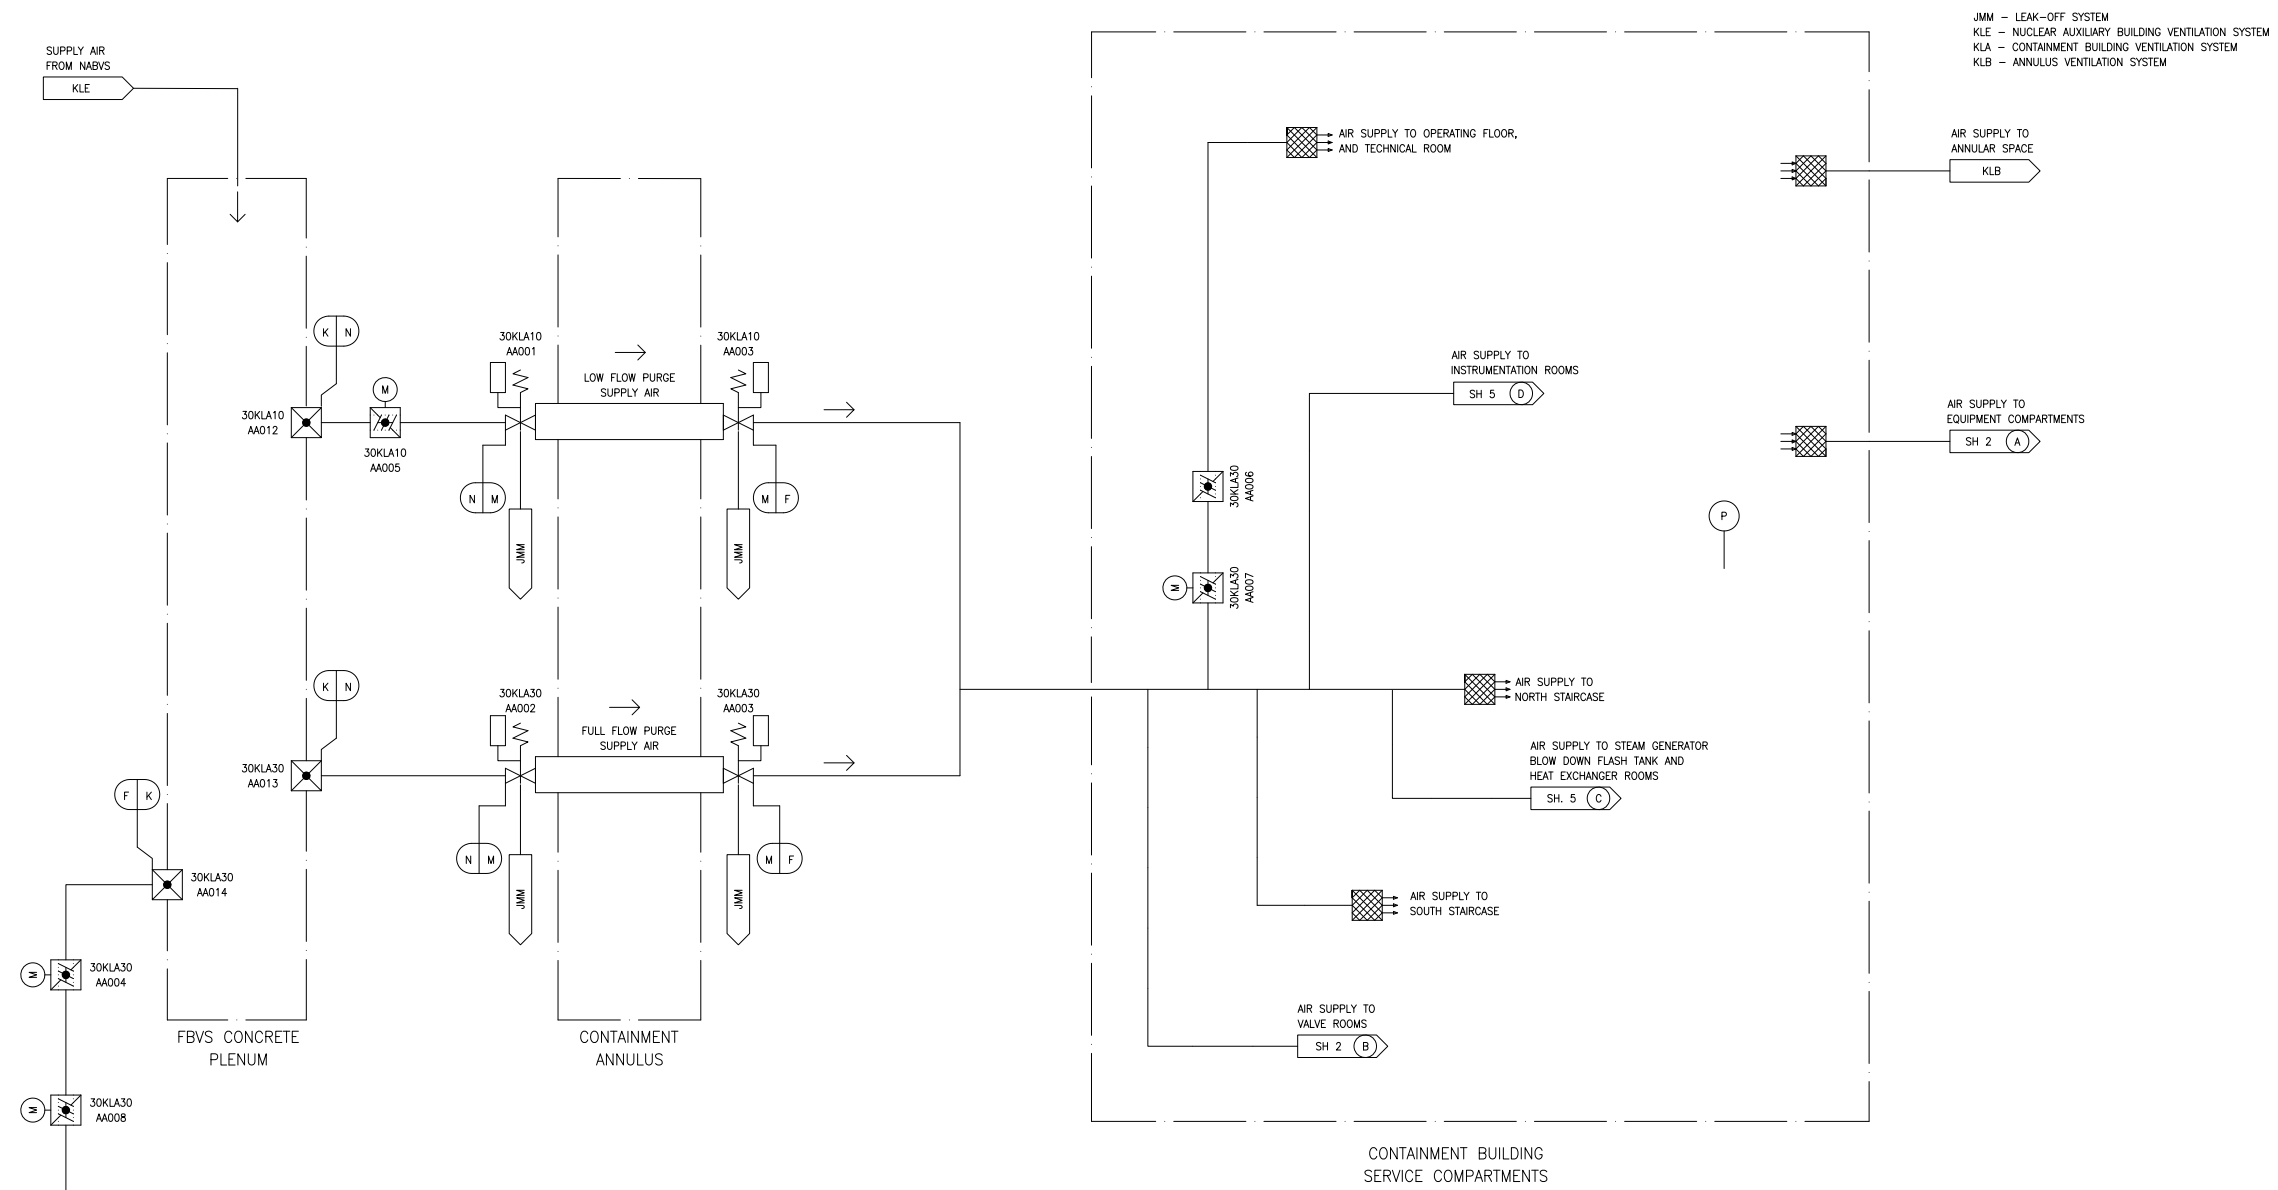 JMM – LEAK–OFF SYSTEM
KLE – NUCLEAR AUXILIARY BUILDING VENTILATION SYSTEM
KLA – CONTAINMENT BUILDING VENTILATION SYSTEM
KLB – ANNULUS VENTILATION SYSTEM
SUPPLY AIR
FROM NABVS
KLE
AIR SUPPLY TO OPERATING FLOOR,
AND TECHNICAL ROOM
AIR SUPPLY TO
ANNULAR SPACE
KLB
K N
30KLA10
AA001
30KLA10
AA003
LOW FLOW PURGE
SUPPLY AIR
M
30KLA10
AA012
30KLA10
AA005
N M
M F
JMM
JMM
AIR SUPPLY TO
INSTRUMENTATION ROOMS
SH 5 D
AIR SUPPLY TO
EQUIPMENT COMPARTMENTS
SH 2 A
30KLA30
AA006
P
M
30KLA30
AA007
K N
30KLA30
AA002
30KLA30
AA003
FULL FLOW PURGE
SUPPLY AIR
30KLA30
AA013
N M
M F
JMM
JMM
F K
30KLA30
AA014
M
30KLA30
AA004
M
30KLA30
AA008
AIR SUPPLY TO
NORTH STAIRCASE
AIR SUPPLY TO STEAM GENERATOR
BLOW DOWN FLASH TANK AND
HEAT EXCHANGER ROOMS
SH. 5 C
AIR SUPPLY TO
SOUTH STAIRCASE
AIR SUPPLY TO
VALVE ROOMS
SH 2 B
FBVS CONCRETE
PLENUM
CONTAINMENT
ANNULUS
CONTAINMENT BUILDING
SERVICE COMPARTMENTS